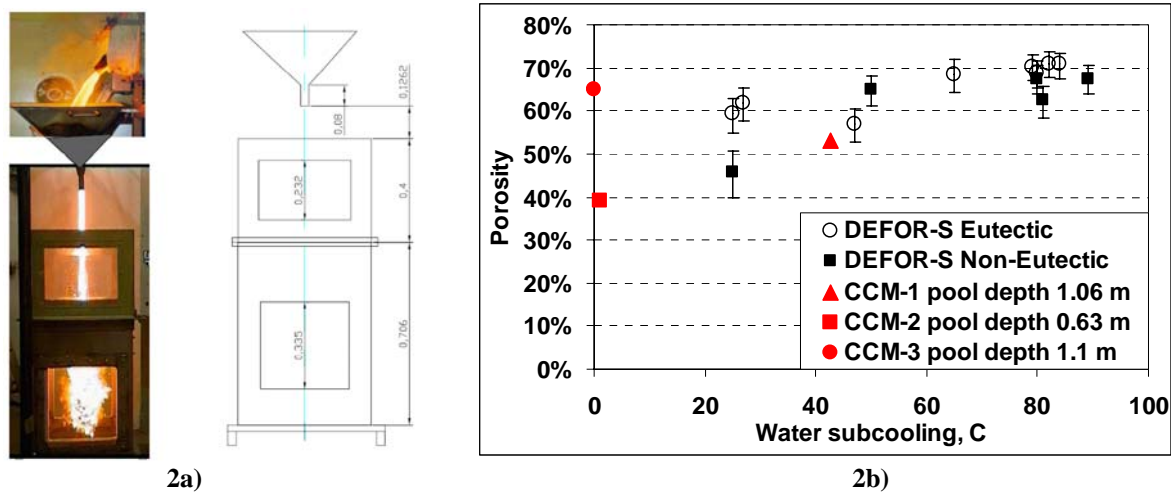 0,1262
0,08
0,232
0,4
0,335
0,706
2a)
80%
70%
60%
50%
40%
30%
20%
10%
0%
Porosity
DEFOR-S Eutectic
DEFOR-S Non-Eutectic
CCM-1 pool depth 1.06 m
CCM-2 pool depth 0.63 m
CCM-3 pool depth 1.1 m
0 20 40 60 80 100
Water subcooling, C
2b)